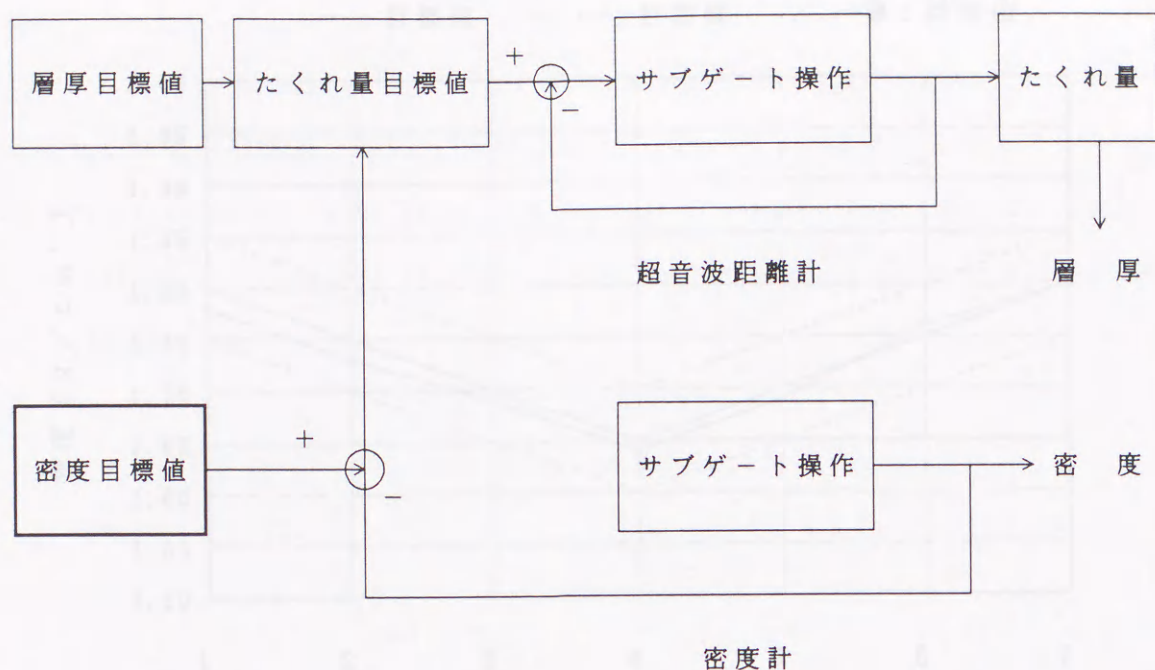 層厚目標値
たくれ量目標値
+
−
サブゲート操作
たくれ量
超音波距離計
層 厚
密度目標値
+
−
サブゲート操作
密 度
密度計